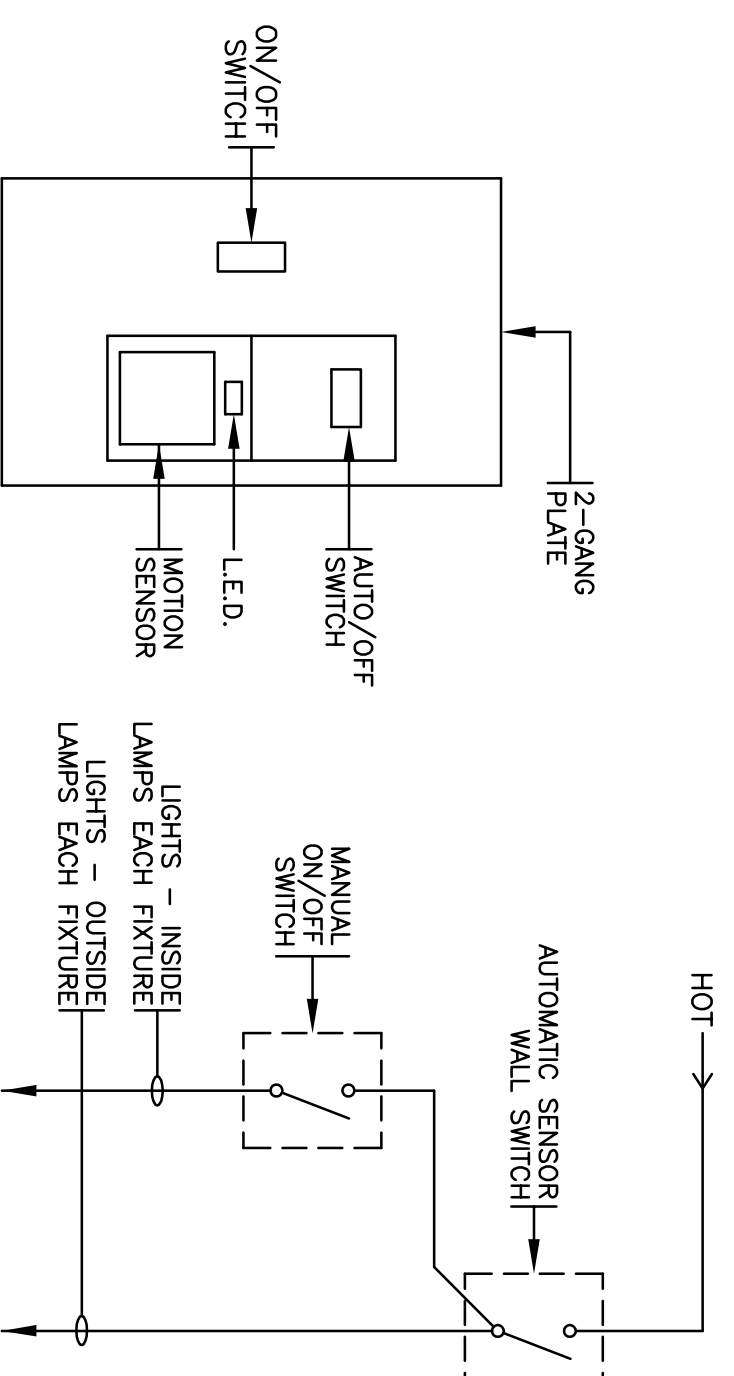 2-GANG
PLATE
ON/OFF
SWITCH
AUTO/OFF
SWITCH
L.E.D.
MOTION
SENSOR
HOT
AUTOMATIC SENSOR
WALL SWITCH
MANUAL
ON/OFF
SWITCH
LIGHTS - INSIDE
LAMPS EACH FIXTURE
LIGHTS - OUTSIDE
LAMPS EACH FIXTURE